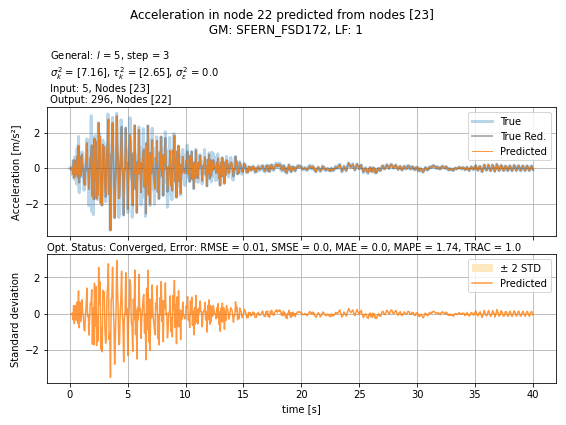 Acceleration in node 22 predicted from nodes [23]
GM: SFERN_FSD172, LF: 1
General: l = 5, step = 3
σ²ₖ = [7.16], τ²ₖ = [2.65], σ²ε = 0.0
Input: 5, Nodes [23]
Output: 296, Nodes [22]
Acceleration [m/s²]
2
0
−2
True
True Red.
Predicted
Opt. Status: Converged, Error: RMSE = 0.01, SMSE = 0.0, MAE = 0.0, MAPE = 1.74, TRAC = 1.0
Standard deviation
2
0
−2
± 2 STD
Predicted
0 5 10 15 20 25 30 35 40
time [s]